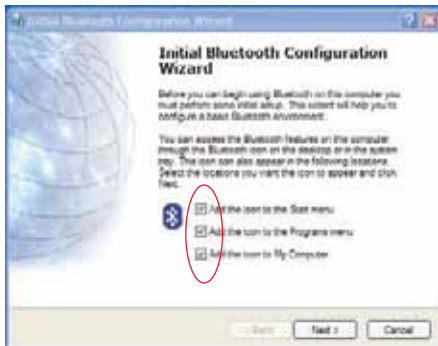 Initial Bluetooth Configuration Wizard
Initial Bluetooth Configuration
Wizard
Before you can begin using Bluetooth on this computer you
must perform some initial setup. This wizard will help you to
configure a basic Bluetooth environment.
You can access the Bluetooth features on this computer
through the Bluetooth icon on the desktop or in the system
tray. This icon can also appear in the following locations.
Select the locations you want the icon to appear and click
Next.
Add the icon to the Start menu
Add the icon to the Programs menu
Add the icon to My Computer
< Back
Next >
Cancel